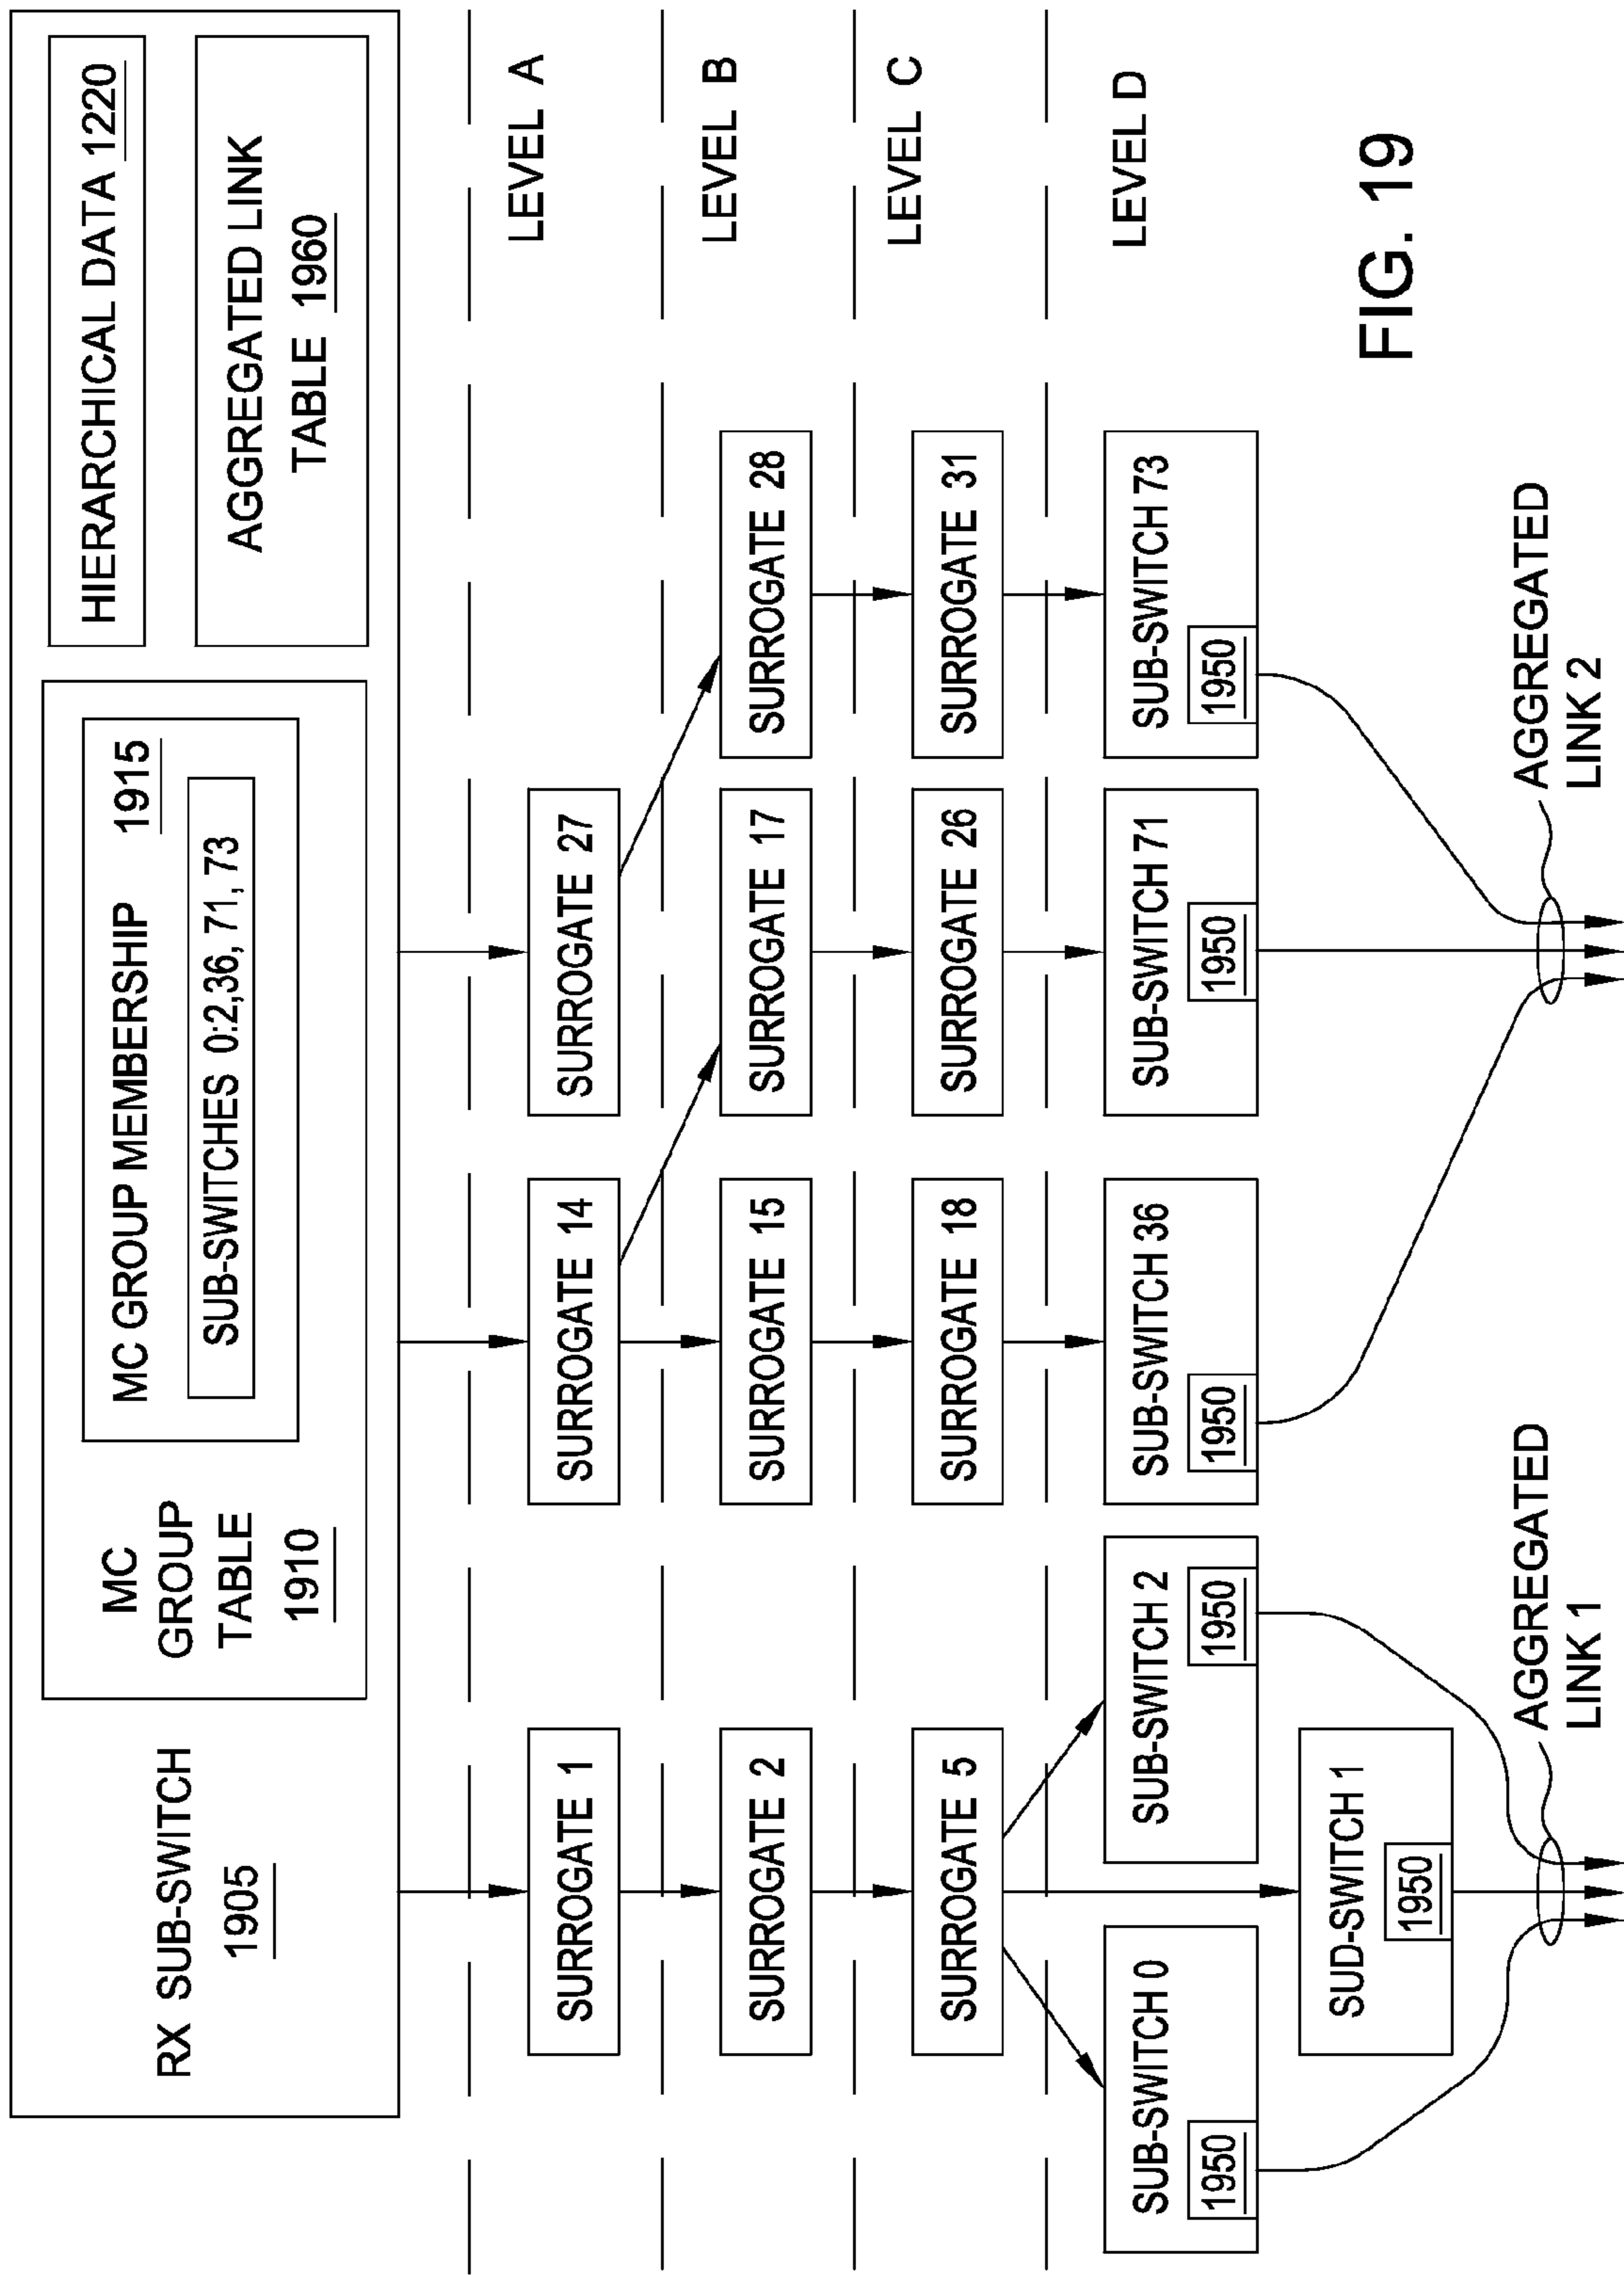 RX SUB-SWITCH
1905
MC
GROUP
TABLE
1910
MC GROUP MEMBERSHIP 1915
SUB-SWITCHES 0:2,36, 71, 73
HIERARCHICAL DATA 1220
AGGREGATED LINK
TABLE 1960
LEVEL A
SURROGATE 1
SURROGATE 14
SURROGATE 27
LEVEL B
SURROGATE 2
SURROGATE 15
SURROGATE 17
SURROGATE 28
LEVEL C
SURROGATE 5
SURROGATE 18
SURROGATE 26
SURROGATE 31
LEVEL D
SUB-SWITCH 0
1950
SUB-SWITCH 2
1950
SUB-SWITCH 36
1950
SUB-SWITCH 71
1950
SUB-SWITCH 73
1950
SUD-SWITCH 1
1950
AGGREGATED
LINK 1
AGGREGATED
LINK 2
FIG. 19